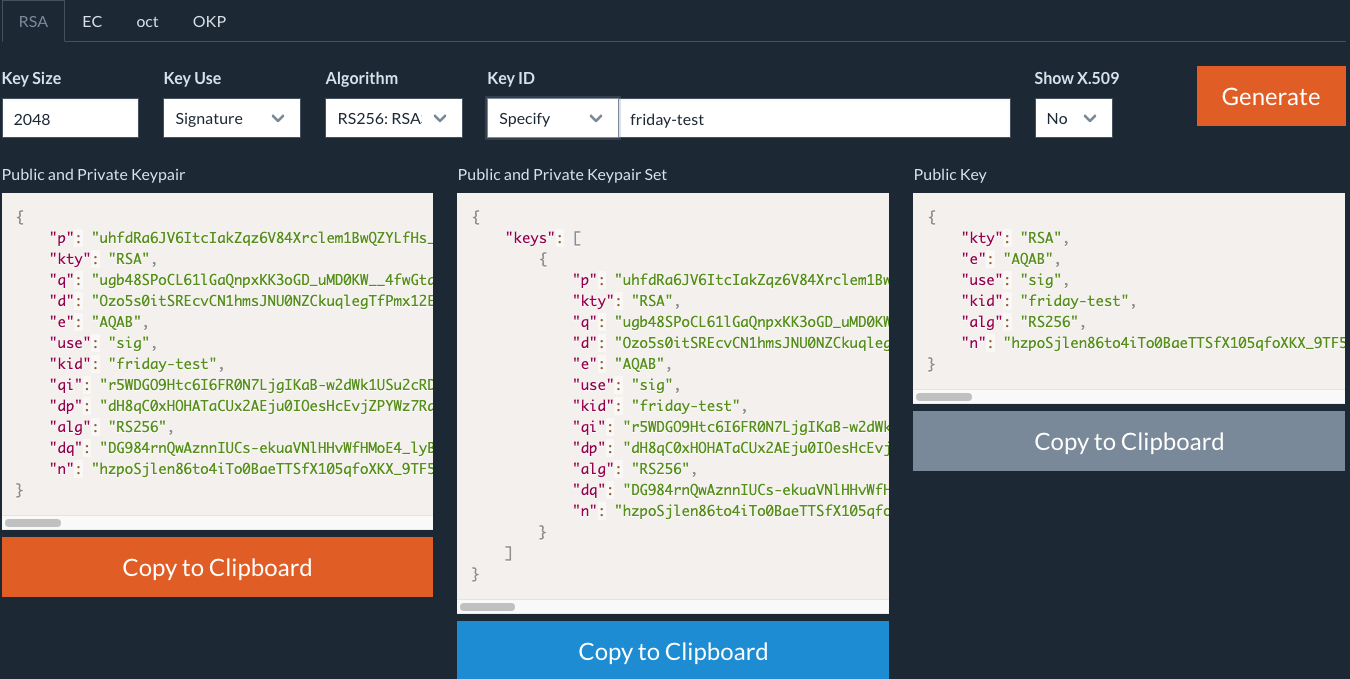 RSA EC oct OKP
Key Size Key Use Algorithm Key ID Show X.509
Generate
2048 Signature RS256: RSA Specify friday-test No
Public and Private Keypair
{
"p": "uhfdRa6JV6ItcIakZqz6V84Xrclem1BwQZYLfHs_
"kty": "RSA",
"q": "ugb48SPoCL61lGaQnpxKK3oGD_uMD0KW__4fwGta
"d": "Ozo5s0itSREcvCN1hmsJNU0NZCkuqlegTfPmx12E
"e": "AQAB",
"use": "sig",
"kid": "friday-test",
"qi": "r5WDGO9Htc6I6FR0N7LjgIKaB-w2dWk1USu2cRD
"dp": "dH8qC0xHOHATaCUx2AEju0IOesHcEvjZPYWz7Ra
"alg": "RS256",
"dq": "DG984rnQwAznnIUCs-ekuaVNlHHvWfHMoE4_lyB
"n": "hzpoSjlen86to4iTo0BaeTTSfX105qfoXKX_9TF5
}
Copy to Clipboard
Public and Private Keypair Set
{
"keys": [
{
"p": "uhfdRa6JV6ItcIakZqz6V84Xrclem1Bw
"kty": "RSA",
"q": "ugb48SPoCL61lGaQnpxKK3oGD_uMD0KW
"d": "Ozo5s0itSREcvCN1hmsJNU0NZCkuqleg
"e": "AQAB",
"use": "sig",
"kid": "friday-test",
"qi": "r5WDGO9Htc6I6FR0N7LjgIKaB-w2dWk
"dp": "dH8qC0xHOHATaCUx2AEju0IOesHcEvj
"alg": "RS256",
"dq": "DG984rnQwAznnIUCs-ekuaVNlHHvWfH
"n": "hzpoSjlen86to4iTo0BaeTTSfX105qfo
}
]
}
Copy to Clipboard
Public Key
{
"kty": "RSA",
"e": "AQAB",
"use": "sig",
"kid": "friday-test",
"alg": "RS256",
"n": "hzpoSjlen86to4iTo0BaeTTSfX105qfoXKX_9TF5
}
Copy to Clipboard